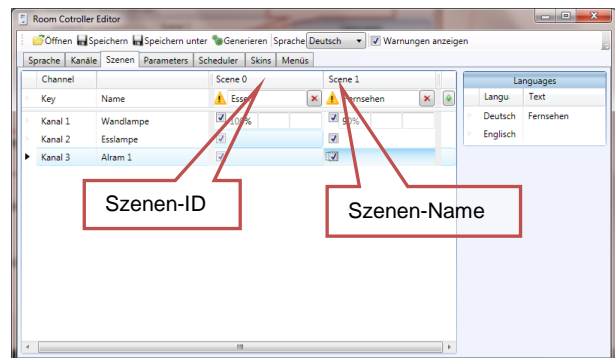 Room Cotroller Editor
Öffnen Speichern Speichern unter Generieren Sprache Deutsch Warnungen anzeigen
Sprache Kanäle Szenen Parameters Scheduler Skins Menüs
Channel Scene 0 Scene 1 Languages
Key Name Esse Fernsehen Langu. Text
Kanal 1 Wandlampe 100% 90% Deutsch Fernsehen
Kanal 2 Esslampe Englisch
Kanal 3 Alram 1
Szenen-ID Szenen-Name